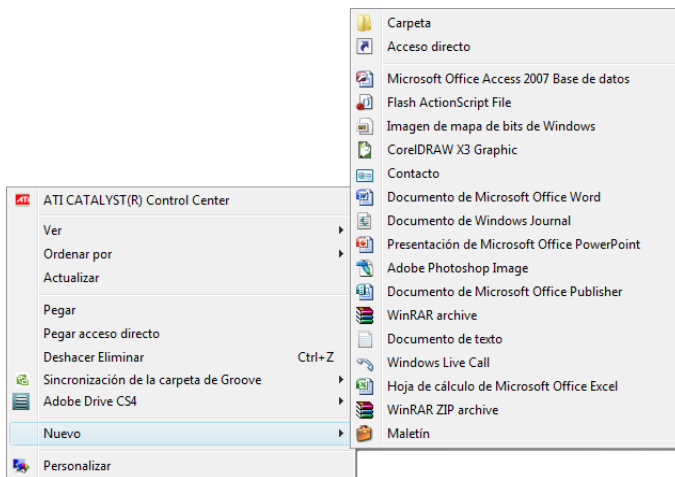 ATI CATALYST(R) Control Center
Ver
Ordenar por
Actualizar
Pegar
Pegar acceso directo
Deshacer Eliminar Ctrl+Z
Sincronización de la carpeta de Groove
Adobe Drive CS4
Nuevo
Personalizar
Carpeta
Acceso directo
Microsoft Office Access 2007 Base de datos
Flash ActionScript File
Imagen de mapa de bits de Windows
CorelDRAW X3 Graphic
Contacto
Documento de Microsoft Office Word
Documento de Windows Journal
Presentación de Microsoft Office PowerPoint
Adobe Photoshop Image
Documento de Microsoft Office Publisher
WinRAR archive
Documento de texto
Windows Live Call
Hoja de cálculo de Microsoft Office Excel
WinRAR ZIP archive
Maletín